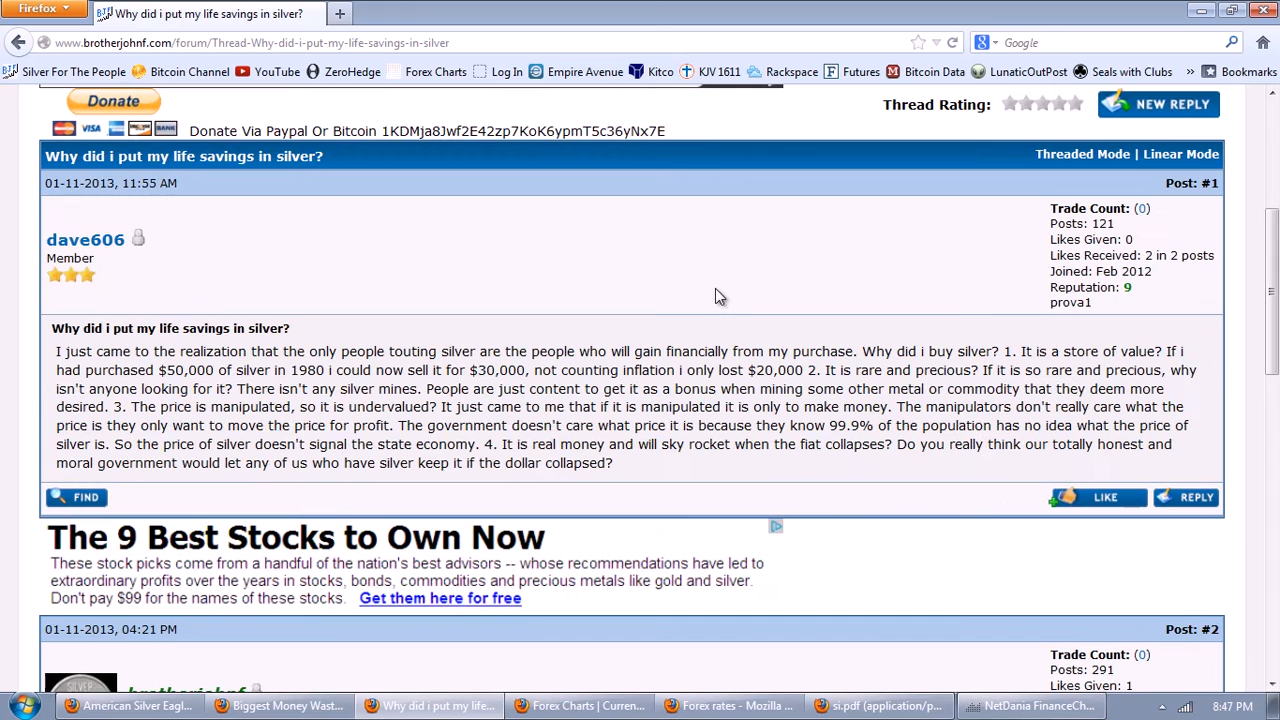 Firefox
Why did i put my life savings in silver?
www.brotherjohnf.com/forum/Thread-Why-did-i-put-my-life-savings-in-silver
Google
Silver For The People Bitcoin Channel YouTube ZeroHedge Forex Charts Log In Empire Avenue Kitco KJV 1611 Rackspace Futures Bitcoin Data LunaticOutPost Seals with Clubs » Bookmarks
Donate
Thread Rating:
NEW REPLY
VISA BANK
Donate Via Paypal Or Bitcoin 1KDMja8Jwf2E42zp7KoK6ypmT5c36yNx7E
Why did i put my life savings in silver? Threaded Mode | Linear Mode
01-11-2013, 11:55 AM Post: #1
dave606
Member
Trade Count: (0)
Posts: 121
Likes Given: 0
Likes Received: 2 in 2 posts
Joined: Feb 2012
Reputation: 9
prova1
Why did i put my life savings in silver?
I just came to the realization that the only people touting silver are the people who will gain financially from my purchase. Why did i buy silver? 1. It is a store of value? If i
had purchased $50,000 of silver in 1980 i could now sell it for $30,000, not counting inflation i only lost $20,000 2. It is rare and precious? If it is so rare and precious, why
isn't anyone looking for it? There isn't any silver mines. People are just content to get it as a bonus when mining some other metal or commodity that they deem more
desired. 3. The price is manipulated, so it is undervalued? It just came to me that if it is manipulated it is only to make money. The manipulators don't really care what the
price is they only want to move the price for profit. The government doesn't care what price it is because they know 99.9% of the population has no idea what the price of
silver is. So the price of silver doesn't signal the state economy. 4. It is real money and will sky rocket when the fiat collapses? Do you really think our totally honest and
moral government would let any of us who have silver keep it if the dollar collapsed?
FIND LIKE REPLY
The 9 Best Stocks to Own Now
These stock picks come from a handful of the nation's best advisors -- whose recommendations have led to
extraordinary profits over the years in stocks, bonds, commodities and precious metals like gold and silver.
Don't pay $99 for the names of these stocks. Get them here for free
01-11-2013, 04:21 PM Post: #2
SILVER
brotherjohnf
Trade Count: (0)
Posts: 291
Likes Given: 1
American Silver Eagl... Biggest Money Wast... Why did i put my life... Forex Charts | Curren... Forex rates - Mozilla ... si.pdf (application/p... NetDania FinanceCh... 8:47 PM